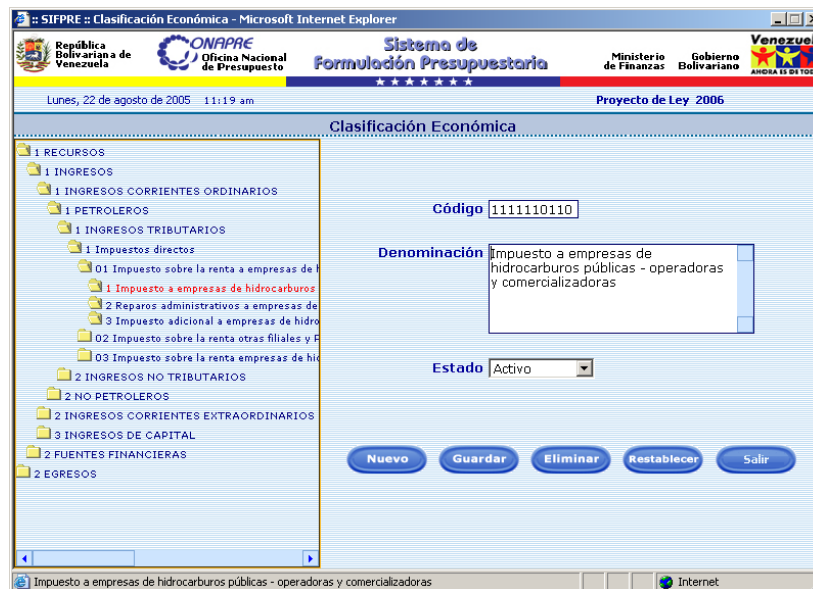 :: SIFPRE :: Clasificación Económica - Microsoft Internet Explorer
República
Bolivariana de
Venezuela
ONAPRE
Oficina Nacional
de Presupuesto
Sistema de
Formulación Presupuestaria
Ministerio
de Finanzas
Gobierno
Bolivariano
Venezuel
AHORA ES DE TOD
Lunes, 22 de agosto de 2005 11:19 am
Proyecto de Ley 2006
Clasificación Económica
1 RECURSOS
1 INGRESOS
1 INGRESOS CORRIENTES ORDINARIOS
1 PETROLEROS
1 INGRESOS TRIBUTARIOS
1 Impuestos directos
01 Impuesto sobre la renta a empresas de h
1 Impuesto a empresas de hidrocarburos
2 Reparos administrativos a empresas de
3 Impuesto adicional a empresas de hidro
02 Impuesto sobre la renta otras filiales y P
03 Impuesto sobre la renta empresas de hid
2 INGRESOS NO TRIBUTARIOS
2 NO PETROLEROS
2 INGRESOS CORRIENTES EXTRAORDINARIOS
3 INGRESOS DE CAPITAL
2 FUENTES FINANCIERAS
2 EGRESOS
Código 1111110110
Denominación Impuesto a empresas de
hidrocarburos públicas - operadoras
y comercializadoras
Estado Activo
Nuevo Guardar Eliminar Restablecer Salir
Impuesto a empresas de hidrocarburos públicas - operadoras y comercializadoras
Internet